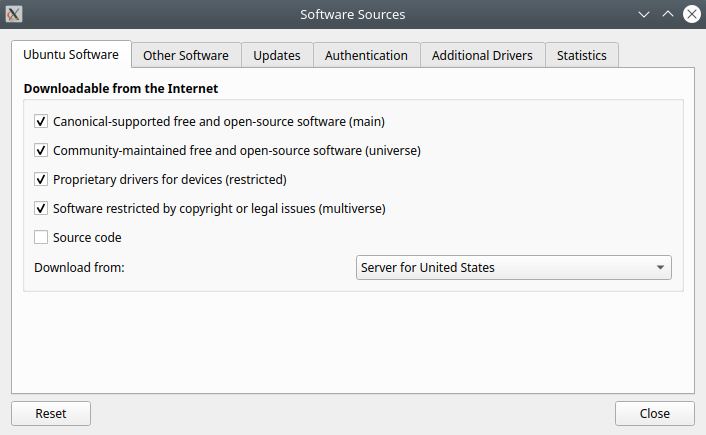 Software Sources
Ubuntu Software Other Software Updates Authentication Additional Drivers Statistics
Downloadable from the Internet
Canonical-supported free and open-source software (main)
Community-maintained free and open-source software (universe)
Proprietary drivers for devices (restricted)
Software restricted by copyright or legal issues (multiverse)
Source code
Download from: Server for United States
Reset Close